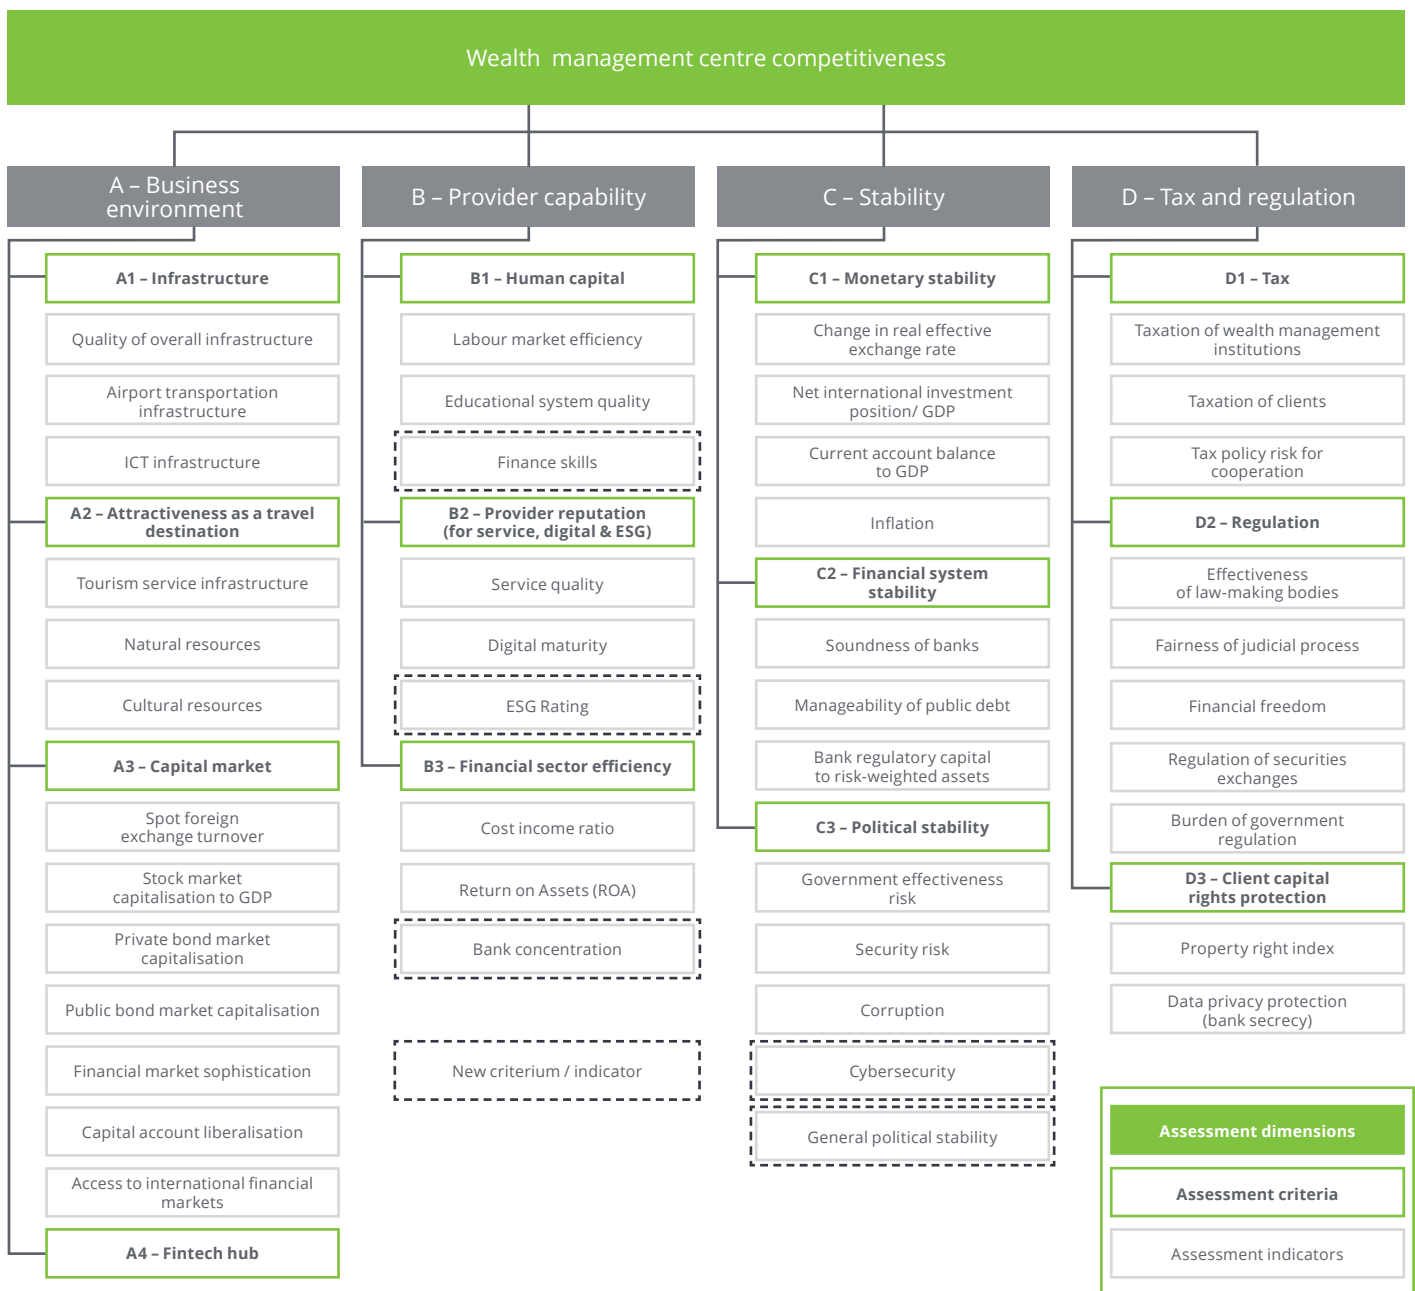 Wealth management centre competitiveness
A – Business
environment
A1 – Infrastructure
Quality of overall infrastructure
Airport transportation
infrastructure
ICT infrastructure
A2 – Attractiveness as a travel
destination
Tourism service infrastructure
Natural resources
Cultural resources
A3 – Capital market
Spot foreign
exchange turnover
Stock market
capitalisation to GDP
Private bond market
capitalisation
Public bond market capitalisation
Financial market sophistication
Capital account liberalisation
Access to international financial
markets
A4 – Fintech hub
B – Provider capability
B1 – Human capital
Labour market efficiency
Educational system quality
Finance skills
B2 – Provider reputation
(for service, digital & ESG)
Service quality
Digital maturity
ESG Rating
B3 – Financial sector efficiency
Cost income ratio
Return on Assets (ROA)
Bank concentration
New criterium / indicator
C – Stability
C1 – Monetary stability
Change in real effective
exchange rate
Net international investment
position/ GDP
Current account balance
to GDP
Inflation
C2 – Financial system
stability
Soundness of banks
Manageability of public debt
Bank regulatory capital
to risk-weighted assets
C3 – Political stability
Government effectiveness
risk
Security risk
Corruption
Cybersecurity
General political stability
D – Tax and regulation
D1 – Tax
Taxation of wealth management
institutions
Taxation of clients
Tax policy risk for
cooperation
D2 – Regulation
Effectiveness
of law-making bodies
Fairness of judicial process
Financial freedom
Regulation of securities
exchanges
Burden of government
regulation
D3 – Client capital
rights protection
Property right index
Data privacy protection
(bank secrecy)
Assessment dimensions
Assessment criteria
Assessment indicators